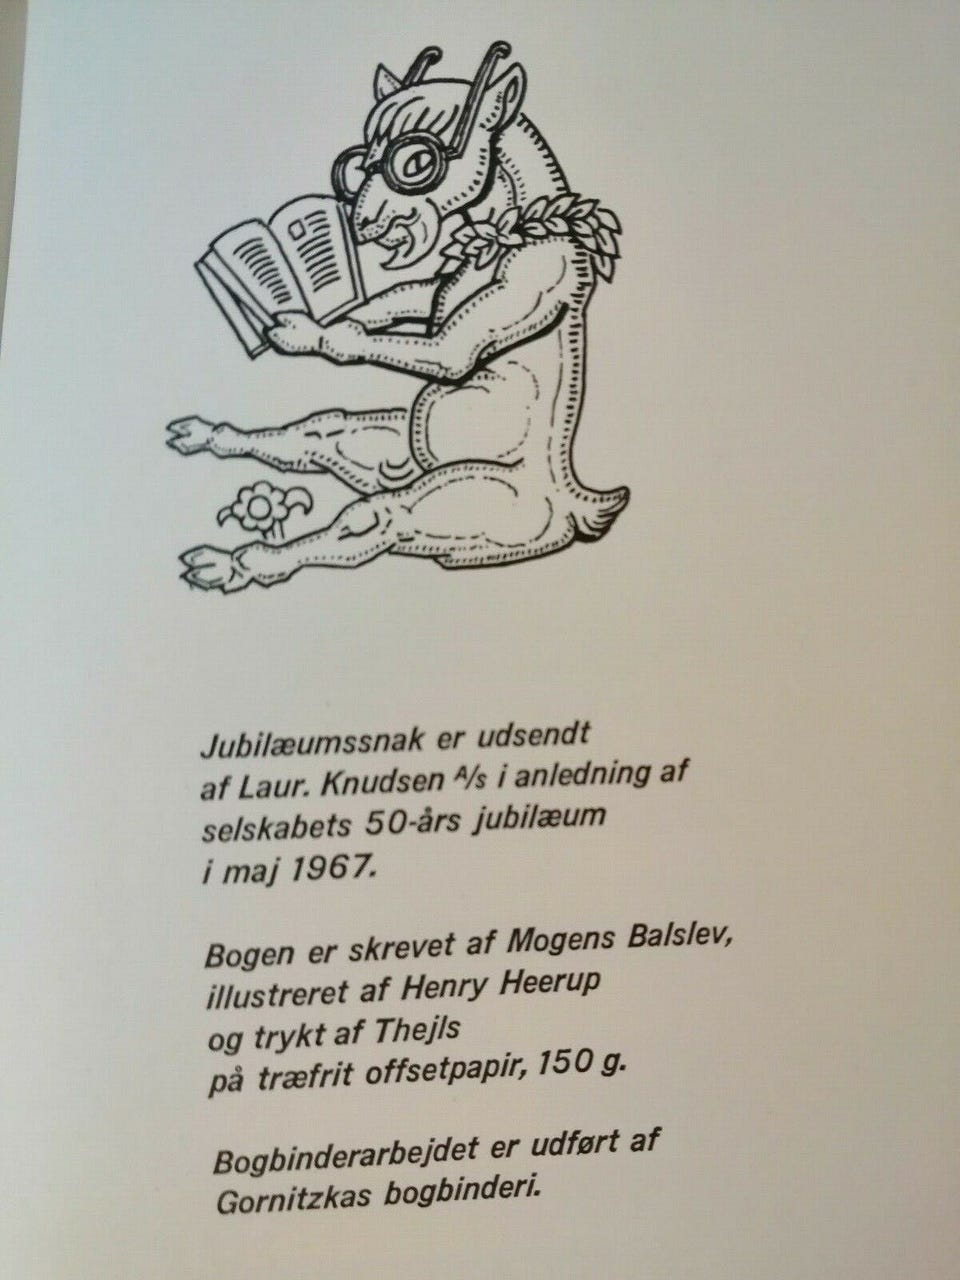 Jubilæumssnak er udsendt
af Laur. Knudsen A/s i anledning af
selskabets 50-års jubilæum
i maj 1967.
Bogen er skrevet af Mogens Balslev,
illustreret af Henry Heerup
og trykt af Thejls
på træfrit offsetpapir, 150 g.
Bogbinderarbejdet er udført af
Gornitzkas bogbinderi.